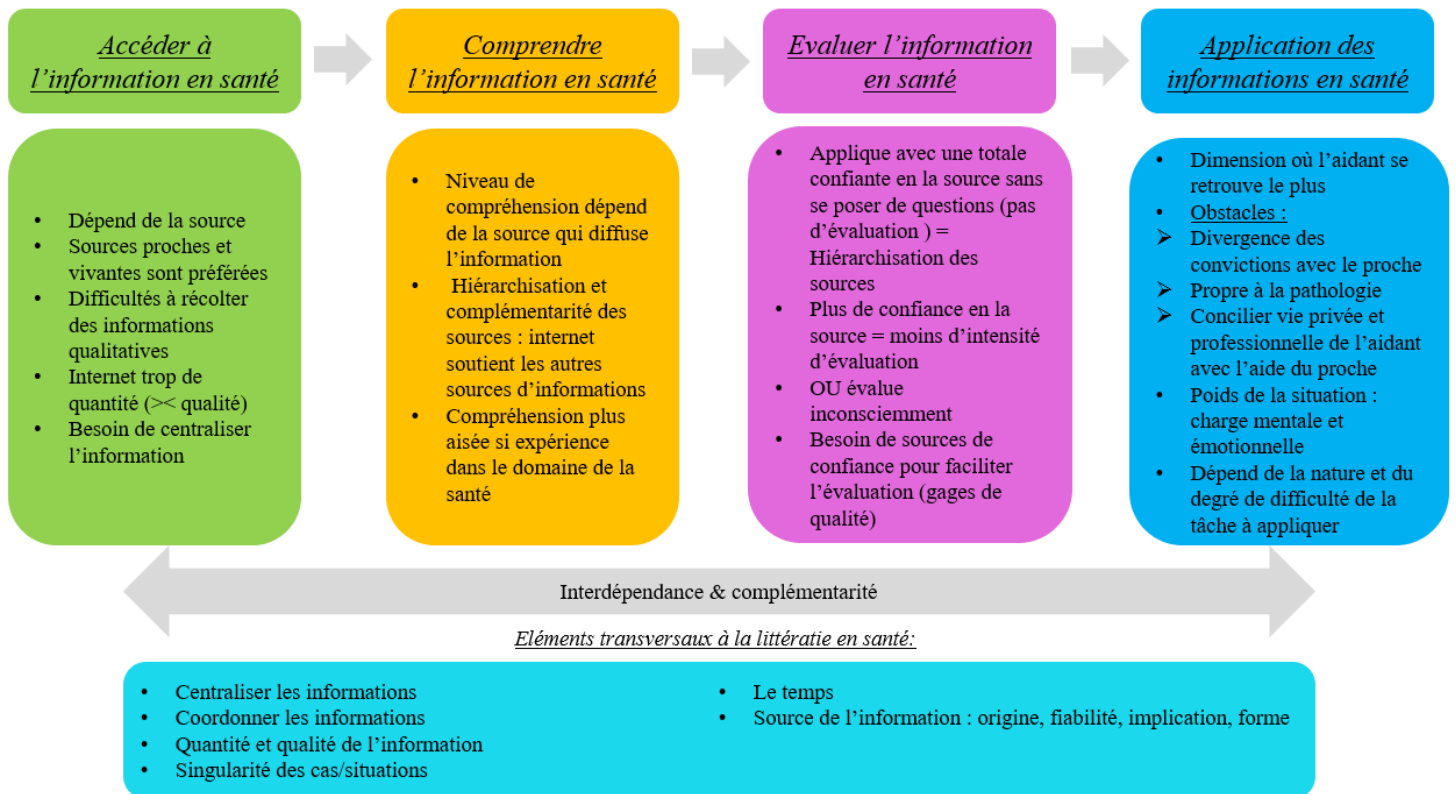 Accéder à
l’information en santé
Comprendre
l’information en santé
Evaluer l’information
en santé
Application des
informations en santé
• Dépend de la source
• Sources proches et
vivantes sont préférées
• Difficultés à récolter
des informations
qualitatives
• Internet trop de
quantité (>< qualité)
• Besoin de centraliser
l’information
• Niveau de
compréhension dépend
de la source qui diffuse
l’information
• Hiérarchisation et
complémentarité des
sources : internet
soutient les autres
sources d’informations
• Compréhension plus
aisée si expérience
dans le domaine de la
santé
• Applique avec une totale
confiante en la source sans
se poser de questions (pas
d’évaluation ) =
Hiérarchisation des
sources
• Plus de confiance en la
source = moins d’intensité
d’évaluation
• OU évalue
inconsciemment
• Besoin de sources de
confiance pour faciliter
l’évaluation (gages de
qualité)
• Dimension où l’aidant se
retrouve le plus
• Obstacles :
➢ Divergence des
convictions avec le proche
➢ Propre à la pathologie
➢ Concilier vie privée et
professionnelle de l’aidant
avec l’aide du proche
• Poids de la situation :
charge mentale et
émotionnelle
• Dépend de la nature et du
degré de difficulté de la
tâche à appliquer
Interdépendance & complémentarité
Eléments transversaux à la littératie en santé:
• Centraliser les informations
• Coordonner les informations
• Quantité et qualité de l’information
• Singularité des cas/situations
• Le temps
• Source de l’information : origine, fiabilité, implication, forme